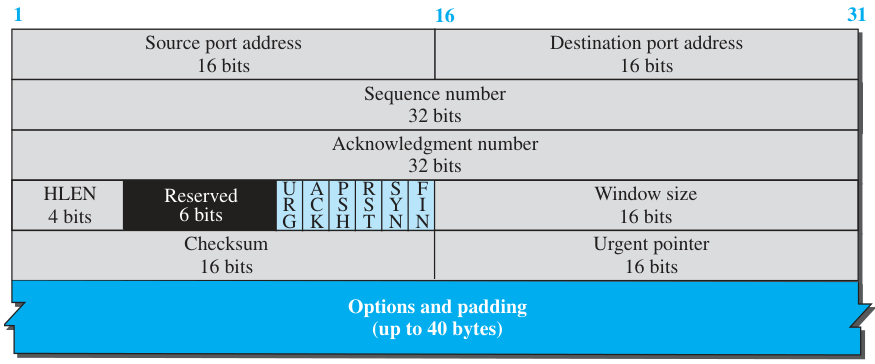 1 16 31
Source port address Destination port address
16 bits 16 bits
Sequence number
32 bits
Acknowledgment number
32 bits
HLEN Reserved URG ACK PSH RST SYN FIN Window size
4 bits 6 bits 16 bits
Checksum Urgent pointer
16 bits 16 bits
Options and padding
(up to 40 bytes)